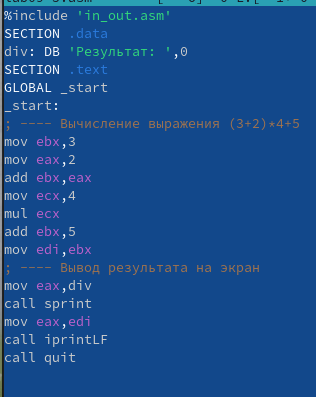 %include 'in_out.asm'
SECTION .data
div: DB 'Результат: ',0
SECTION .text
GLOBAL _start
_start:
; ---- Вычисление выражения (3+2)*4+5
mov ebx,3
mov eax,2
add ebx,eax
mov ecx,4
mul ecx
add ebx,5
mov edi,ebx
; ---- Вывод результата на экран
mov eax,div
call sprint
mov eax,edi
call iprintLF
call quit